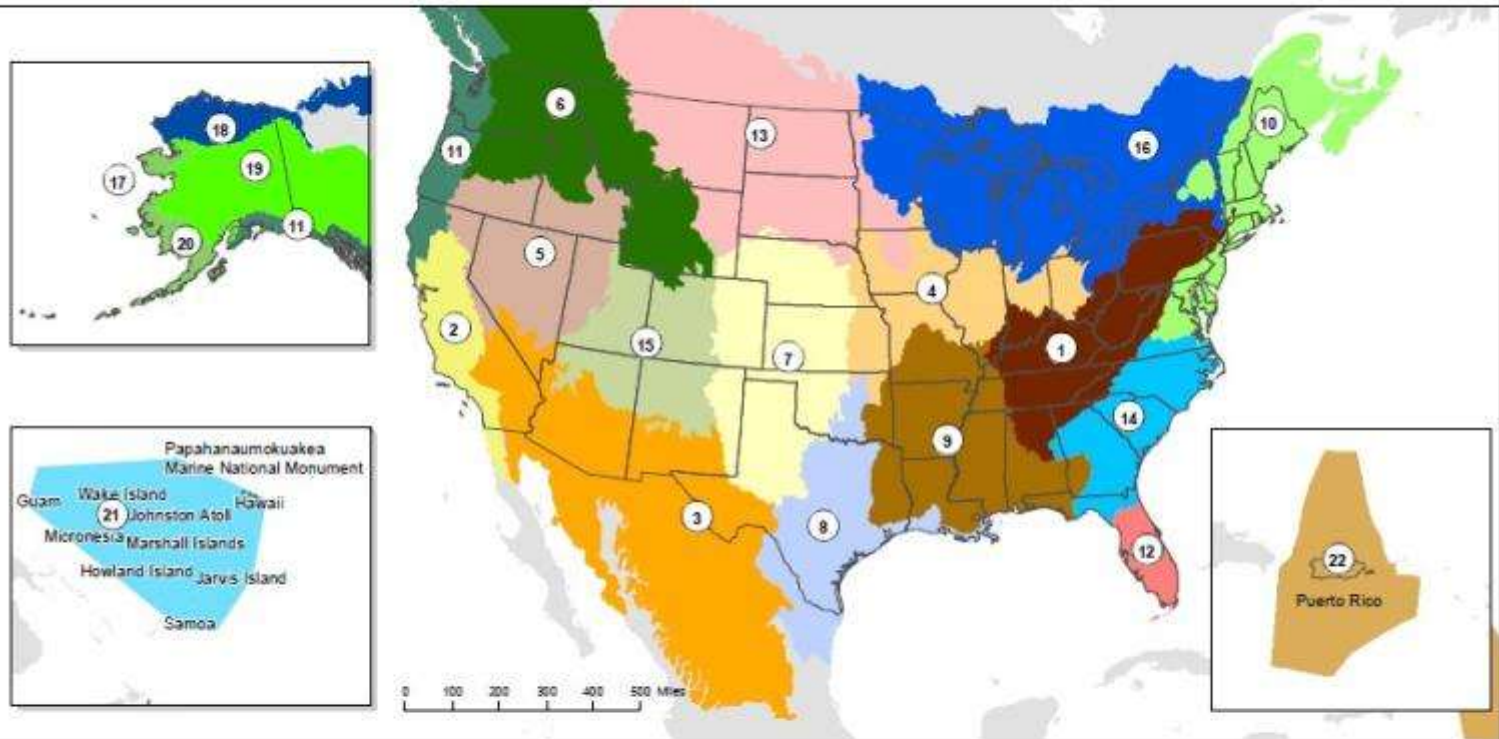 18
19
17
11
20
Papahanaumokuakea
Marine National Monument
Guam
Wake Island
Hawaii
21
Johnston Atoll
Micronesia
Marshall Islands
Howland Island
Jarvis Island
Samoa
6
13
10
11
16
5
4
2
15
7
1
14
9
3
8
12
0 100 200 300 400 500 Miles
22
Puerto Rico